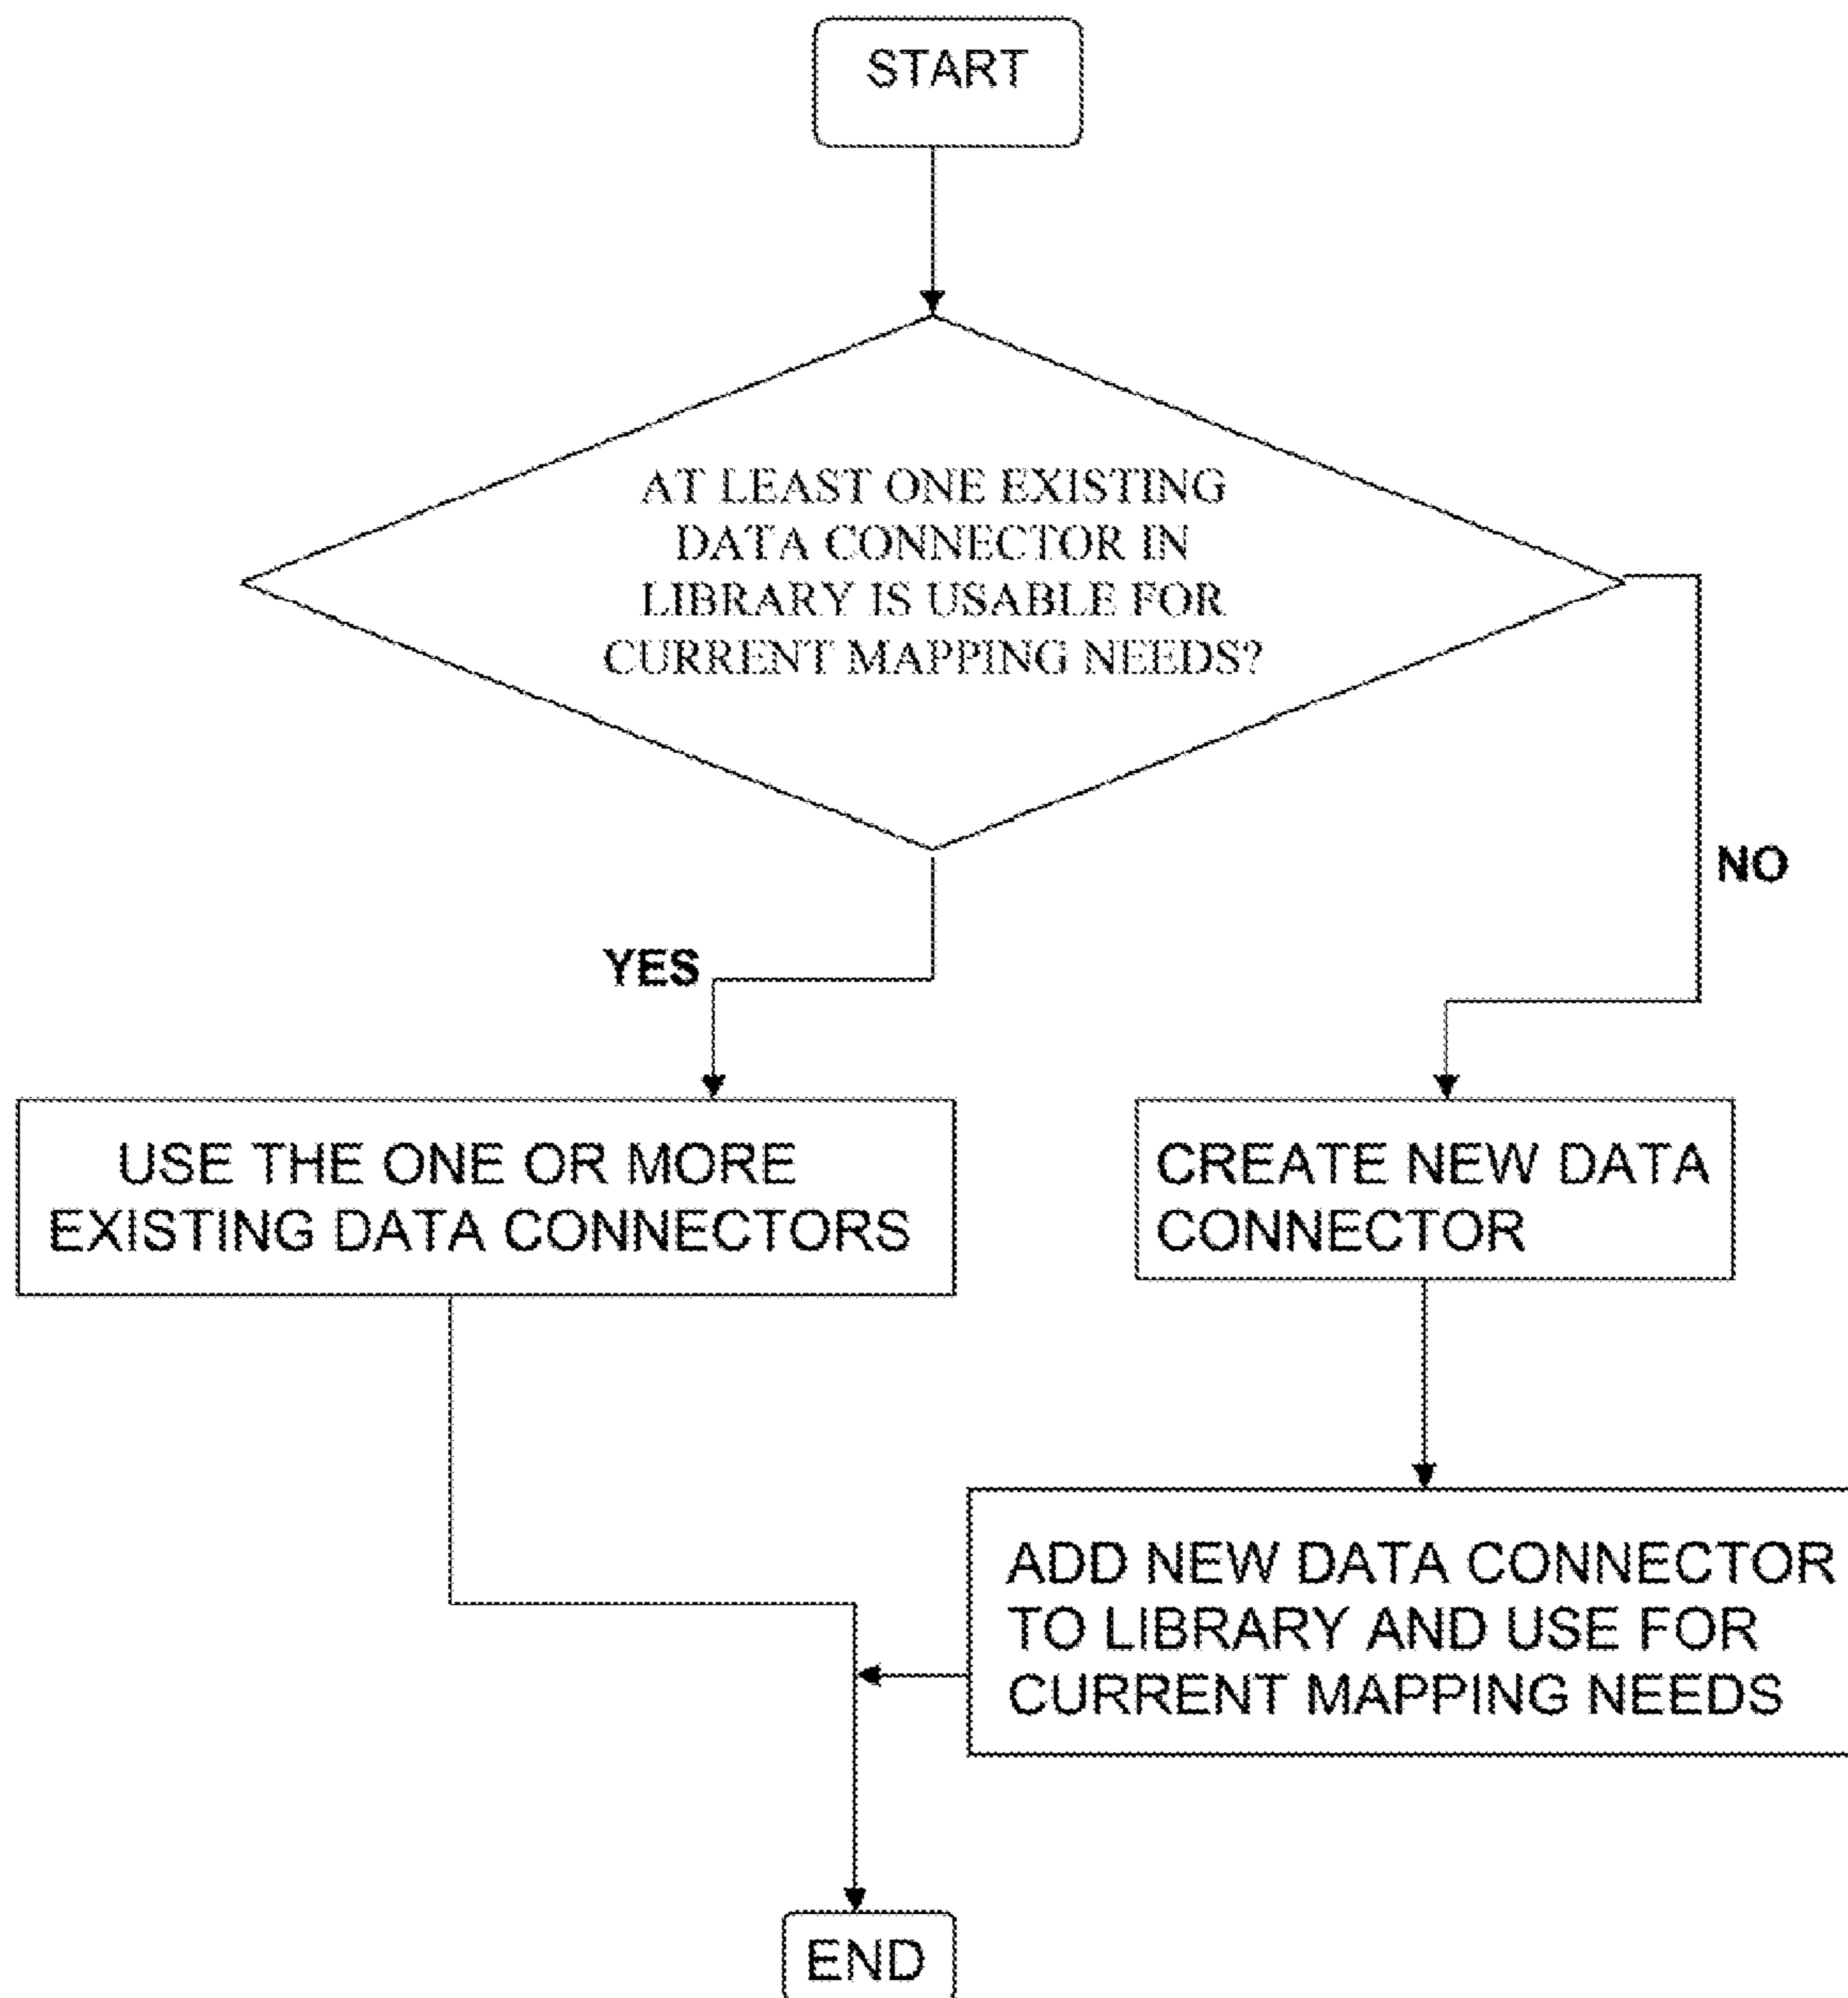 START
AT LEAST ONE EXISTING
DATA CONNECTOR IN
LIBRARY IS USABLE FOR
CURRENT MAPPING NEEDS?
NO
YES
USE THE ONE OR MORE
EXISTING DATA CONNECTORS
CREATE NEW DATA
CONNECTOR
ADD NEW DATA CONNECTOR
TO LIBRARY AND USE FOR
CURRENT MAPPING NEEDS
END